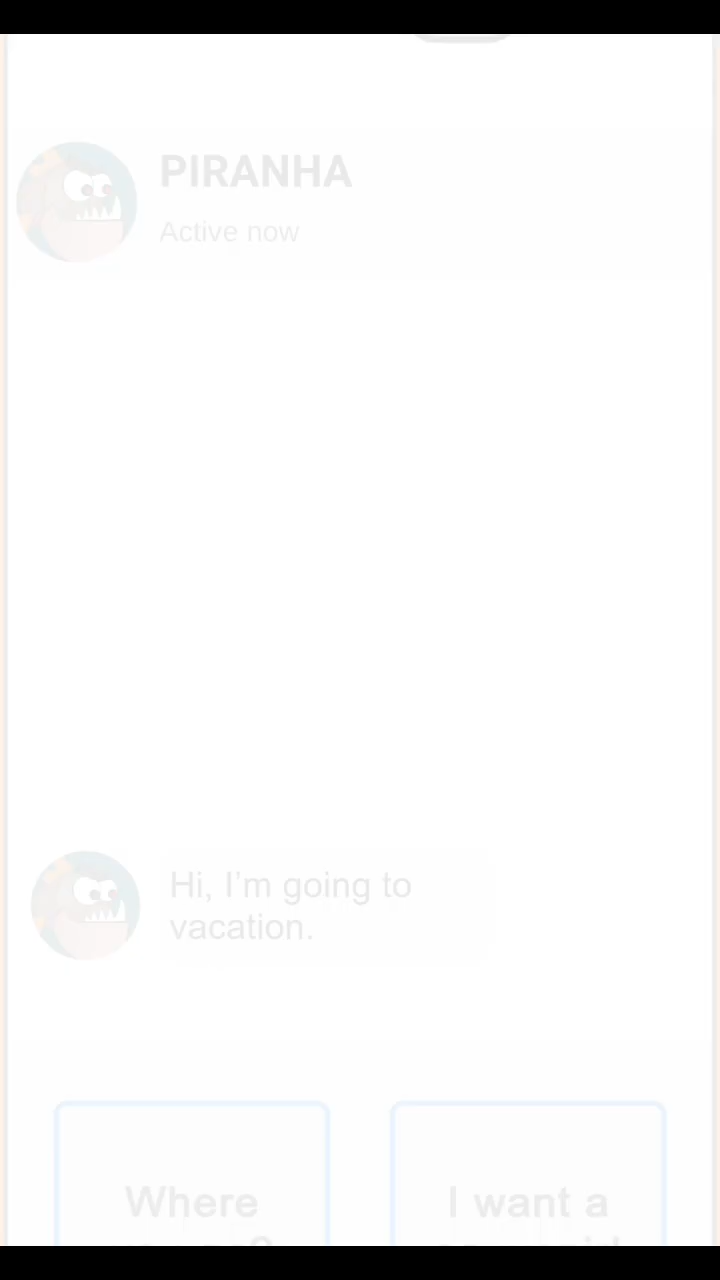 PIRANHA
Active now
Hi, I'm going to
vacation.
Where
I want a